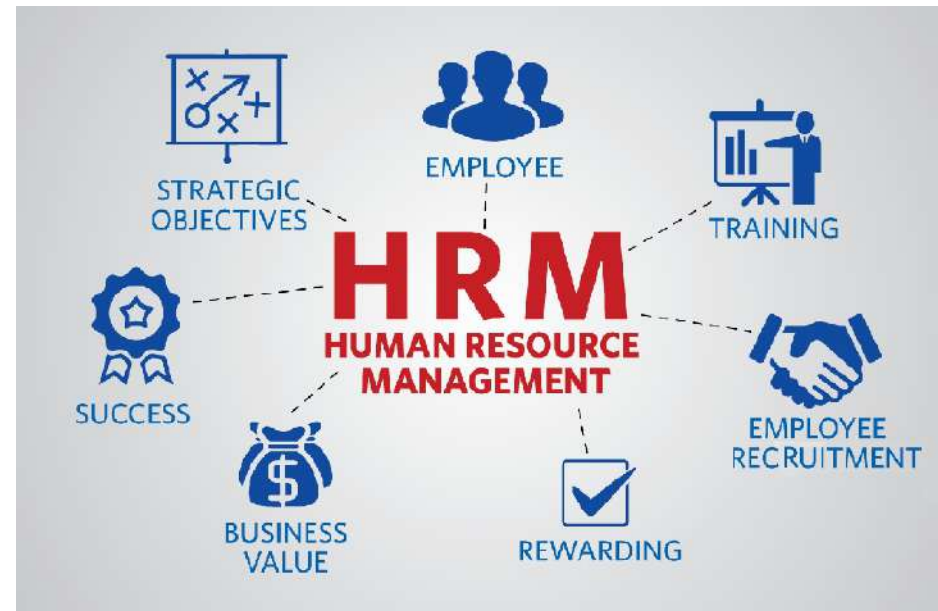 EMPLOYEE
STRATEGIC
OBJECTIVES
TRAINING
HRM
HUMAN RESOURCE
MANAGEMENT
SUCCESS
EMPLOYEE
RECRUITMENT
$
BUSINESS
VALUE
REWARDING